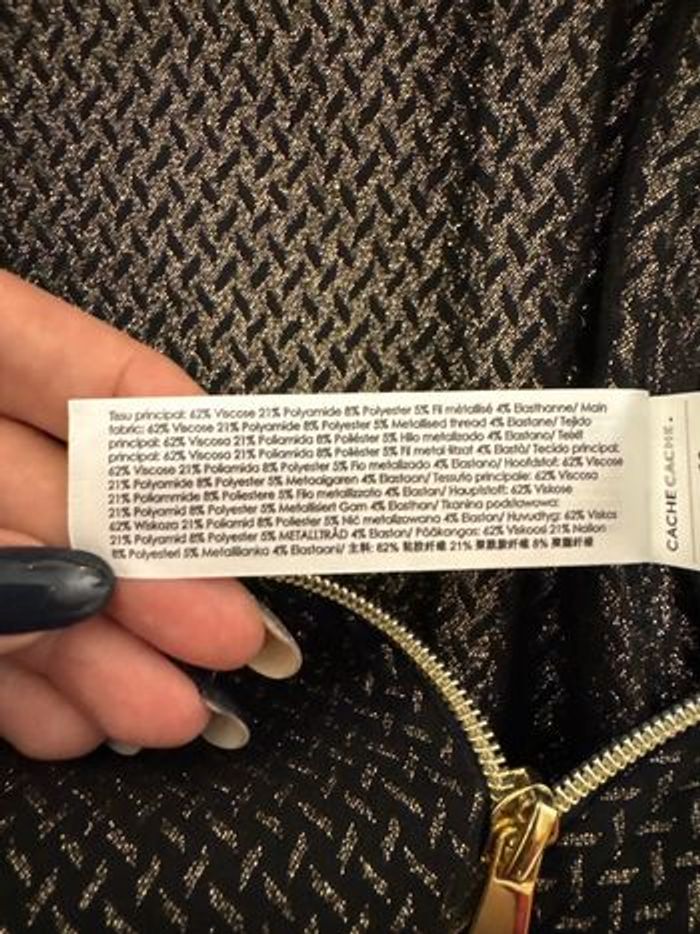 Tissu principal: 62% Viscose 21% Polyamide 8% Polyester 5% Fil métallisé 4% Elasthanne/ Main
fabric: 62% Viscose 21% Polyamide 8% Polyester 5% Metallised thread 4% Elastane/ Tejido
principal: 62% Viscosa 21% Poliamida 8% Poliéster 5% Hilo metalizado 4% Elastano/ Teixit
principal: 62% Viscosa 21% Poliamida 8% Polièster 5% Fil metal·litzat 4% Elastà/ Tecido principal:
62% Viscose 21% Poliamida 8% Polyester 5% Fio metalizado 4% Elastano/ Hoofdstof: 62% Viscose
21% Polyamide 8% Polyester 5% Metaalgaren 4% Elastaan/ Tessuto principale: 62% Viscosa
21% Poliammide 8% Poliestere 5% Filo metalizzato 4% Elastan/ Hauptstoff: 62% Viskose
21% Polyamid 8% Polyester 5% Metallisiert Garn 4% Elasthan/ Tkanina podstawowa:
62% Wiskoza 21% Poliamid 8% Poliester 5% Nić metalizowana 4% Elastan/ Huvudtyg: 62% Viskos
21% Polyamid 8% Polyester 5% METALLTRÅD 4% Elastan/ Pääkangas: 62% Viskoosi 21% Nailon
8% Polyesteri 5% Metallilanka 4% Elastaani/ 主料: 62% 粘胶纤维 21% 聚酰胺纤维 8% 聚酯纤维
CACHE CACHE